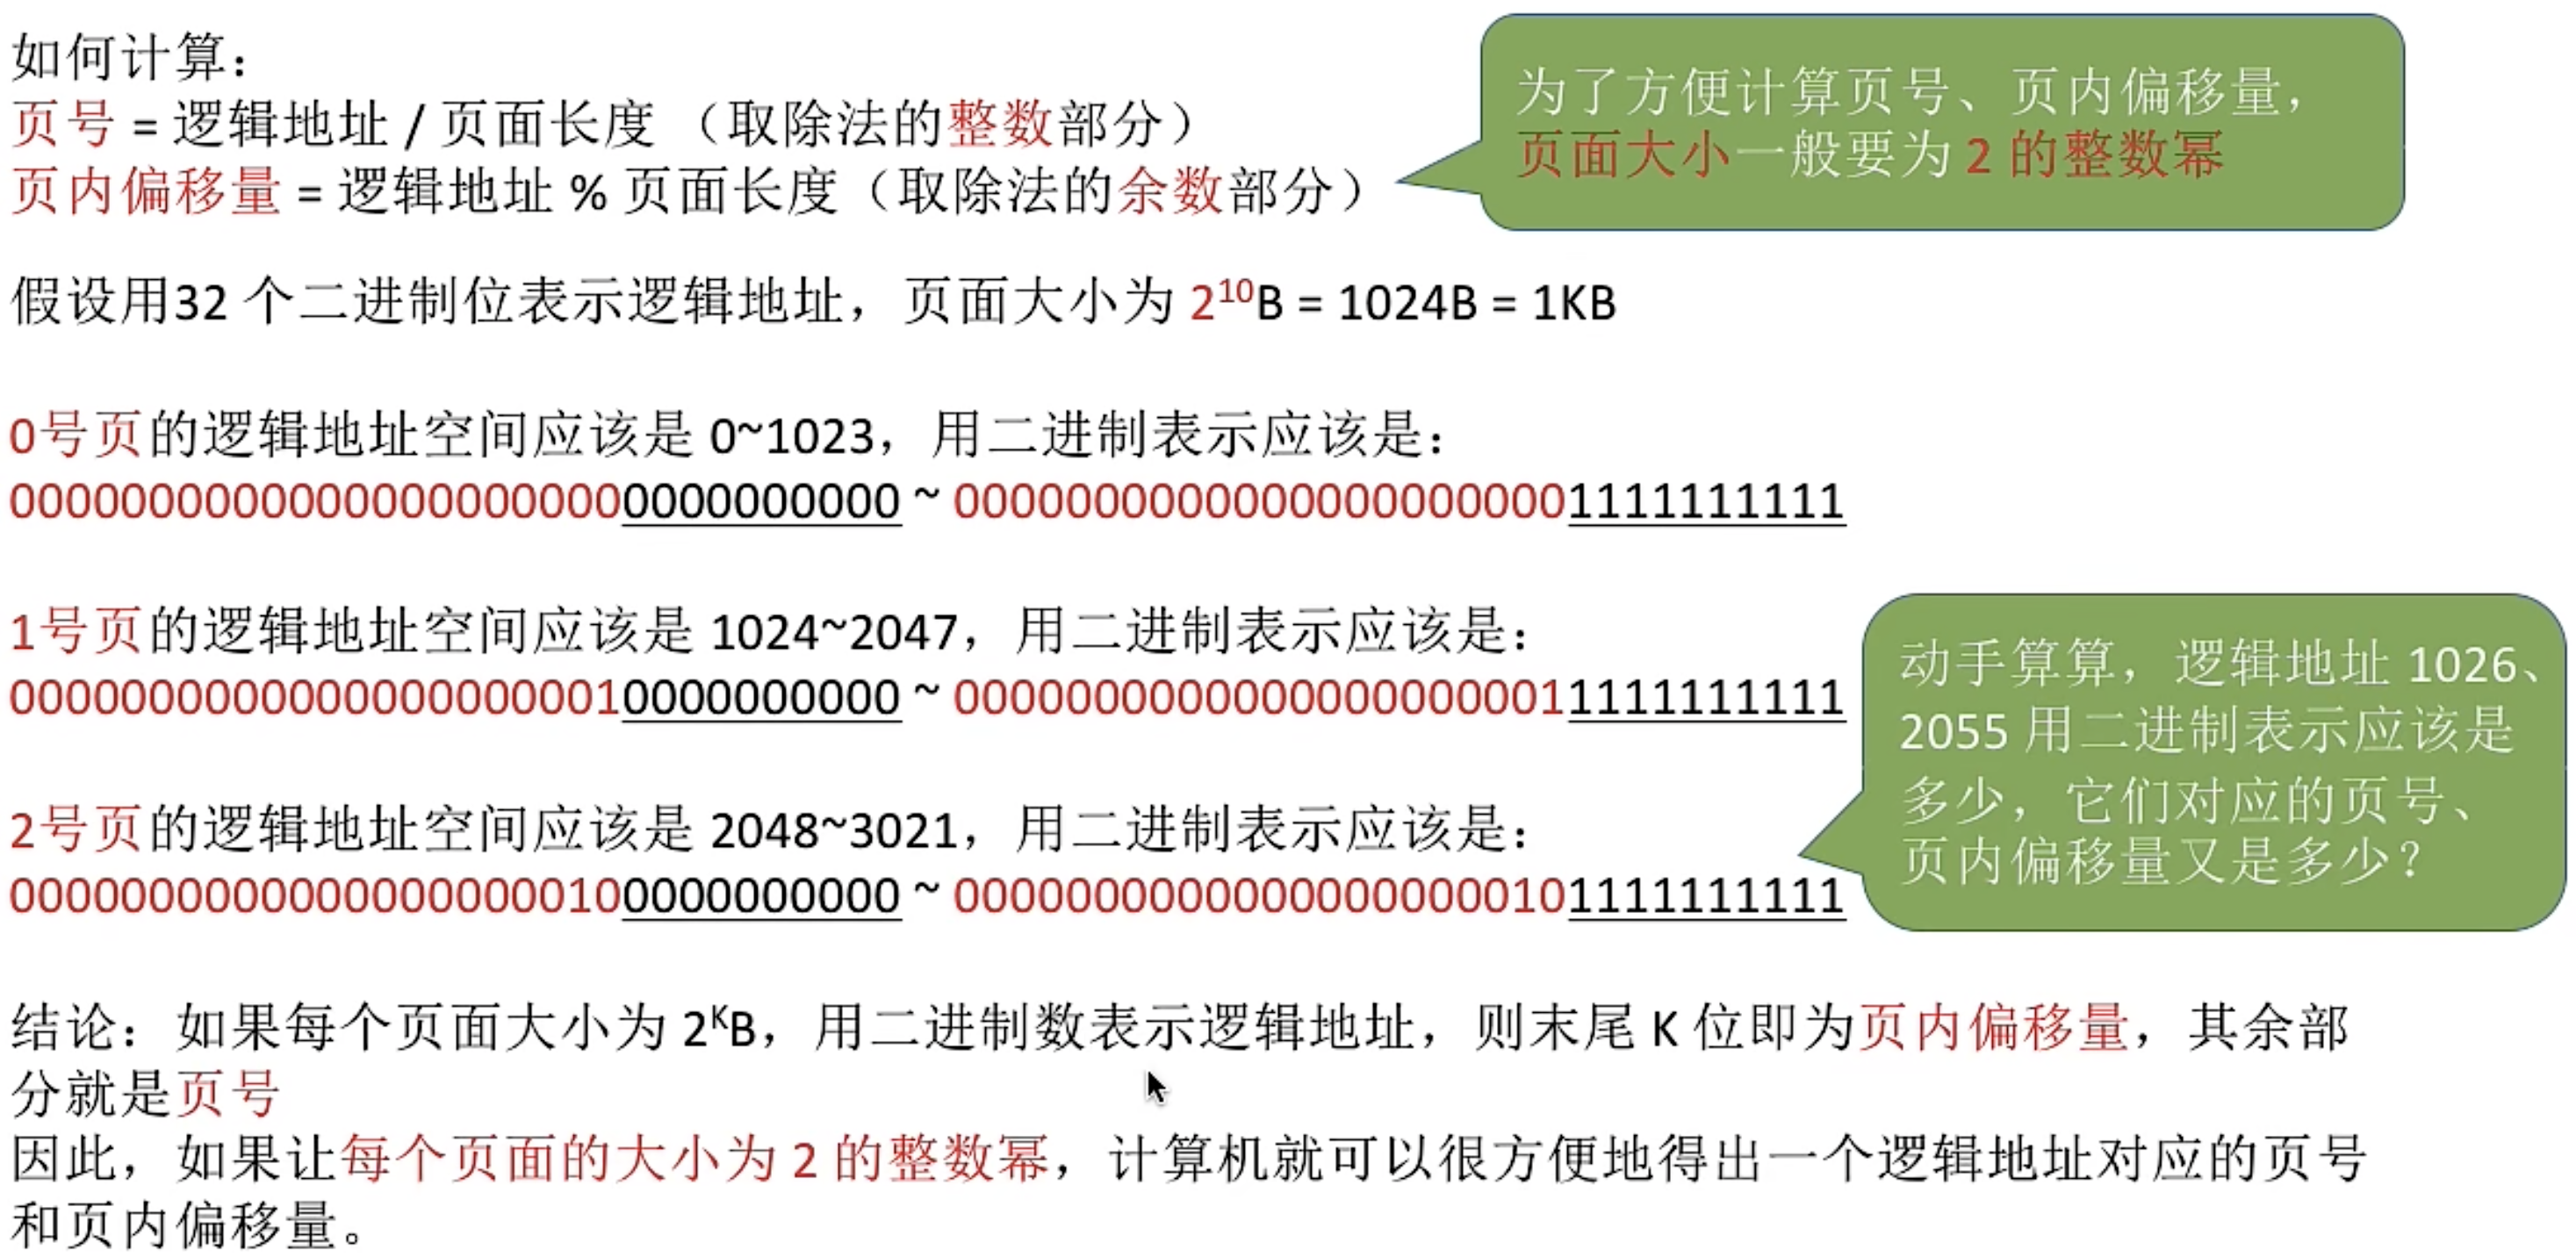 如何计算：
页号 = 逻辑地址 / 页面长度 （取除法的整数部分）
页内偏移量 = 逻辑地址 % 页面长度（取除法的余数部分）
为了方便计算页号、页内偏移量，
页面大小一般要为 2 的整数幂
假设用32 个二进制位表示逻辑地址，页面大小为 2¹⁰B = 1024B = 1KB
0号页的逻辑地址空间应该是 0~1023，用二进制表示应该是：
00000000000000000000000000000000 ~ 00000000000000000000001111111111
1号页的逻辑地址空间应该是 1024~2047，用二进制表示应该是：
00000000000000000000010000000000 ~ 00000000000000000000011111111111
2号页的逻辑地址空间应该是 2048~3021，用二进制表示应该是：
00000000000000000000100000000000 ~ 00000000000000000000101111111111
动手算算，逻辑地址 1026、
2055 用二进制表示应该是
多少，它们对应的页号、
页内偏移量又是多少？
结论：如果每个页面大小为 2ᴷB，用二进制数表示逻辑地址，则末尾 K 位即为页内偏移量，其余部
分就是页号
因此，如果让每个页面的大小为 2 的整数幂，计算机就可以很方便地得出一个逻辑地址对应的页号
和页内偏移量。